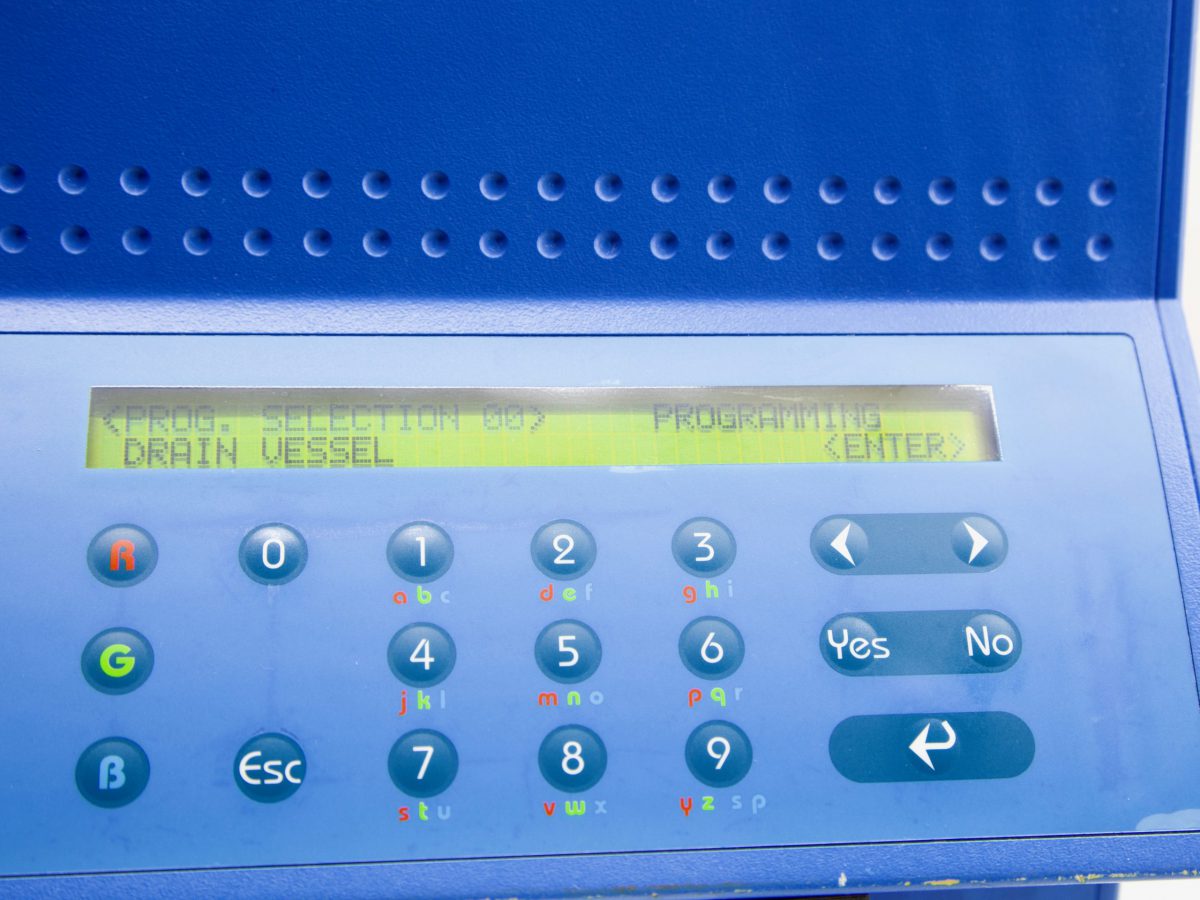 <PROG. SELECTION 00> PROGRAMMING
DRAIN VESSEL <ENTER>
R 0 1 2 3
abc def ghi
G 4 5 6 Yes No
jkl mno pqr
B Esc 7 8 9
stu vwx yz sp